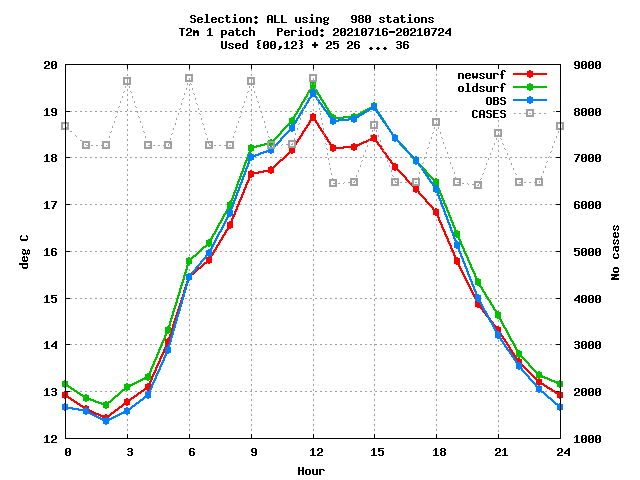 Selection: ALL using   980 stations
T2m 1 patch   Period: 20210716-20210724
Used {00,12} + 25 26 ... 36
20
19
18
17
16
15
14
13
12
deg C
9000
8000
7000
6000
5000
4000
3000
2000
1000
No cases
newsurf
oldsurf
OBS
CASES
0 3 6 9 12 15 18 21 24
Hour